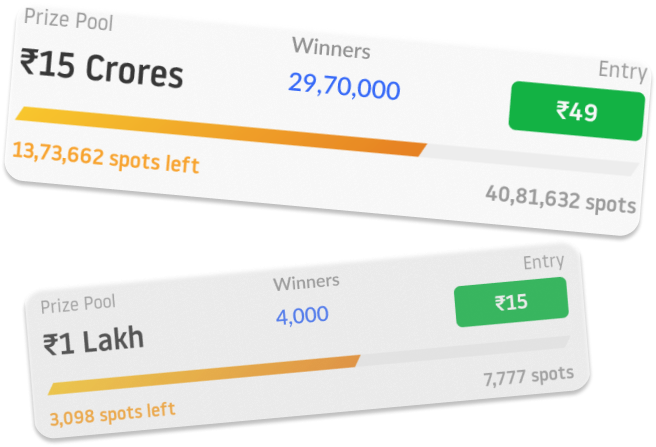 Prize Pool
Winners
Entry
₹15 Crores
29,70,000
₹49
13,73,662 spots left
40,81,632 spots
Prize Pool
Winners
Entry
₹1 Lakh
4,000
₹15
3,098 spots left
7,777 spots